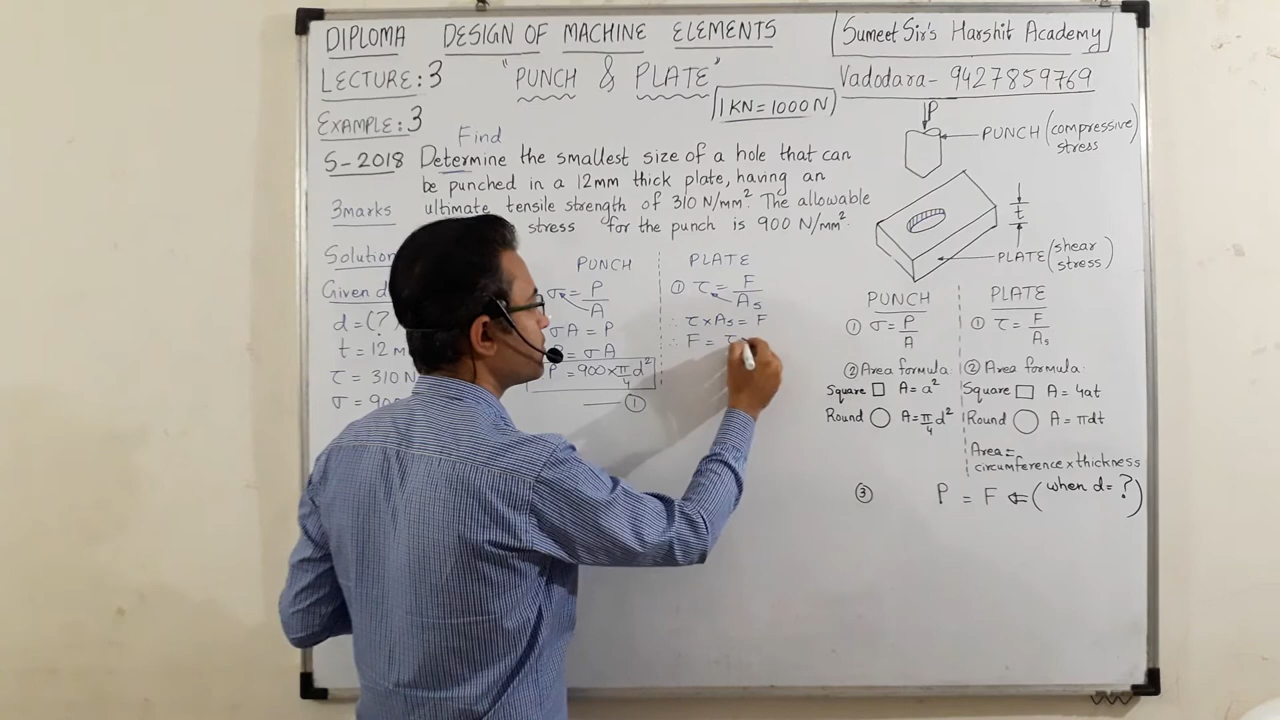 DIPLOMA DESIGN OF MACHINE ELEMENTS
LECTURE:3 "PUNCH & PLATE"
1 KN = 1000 N
EXAMPLE:3
Find
S-2018 Determine the smallest size of a hole that can
be punched in a 12mm thick plate, having an
3marks ultimate tensile strength of 310 N/mm². The allowable
stress for the punch is 900 N/mm².
Solution
Given d
d=(?)
t = 12 m
τ = 310 N
σ = 90
PUNCH
σ = P/A
σA = P
= σA
P = 900 × π/4 d²
①
PLATE
① τ = F/As
∴ τ×As = F
∴ F = τ
Sumeet Sir's Harshit Academy
Vadodara - 9427859769
P
PUNCH (compressive stress)
t
PLATE (shear stress)
PUNCH
① σ = P/A
② Area formula:
Square □ A = a²
Round ○ A = π/4 d²
PLATE
① τ = F/As
② Area formula:
Square □ A = 4at
Round ○ A = πdt
Area =
circumference x thickness
③ P = F ⇐ (when d = ?)